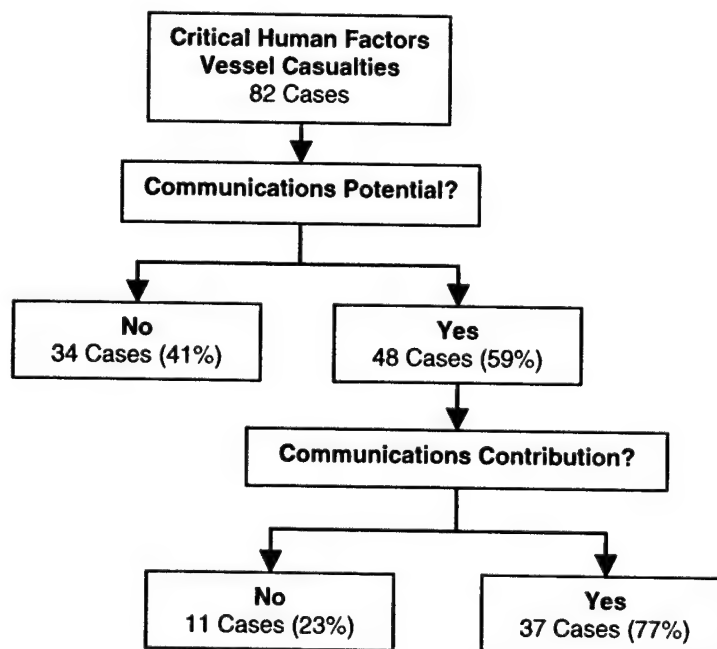 Critical Human Factors
Vessel Casualties
82 Cases
Communications Potential?
No
34 Cases (41%)
Yes
48 Cases (59%)
Communications Contribution?
No
11 Cases (23%)
Yes
37 Cases (77%)